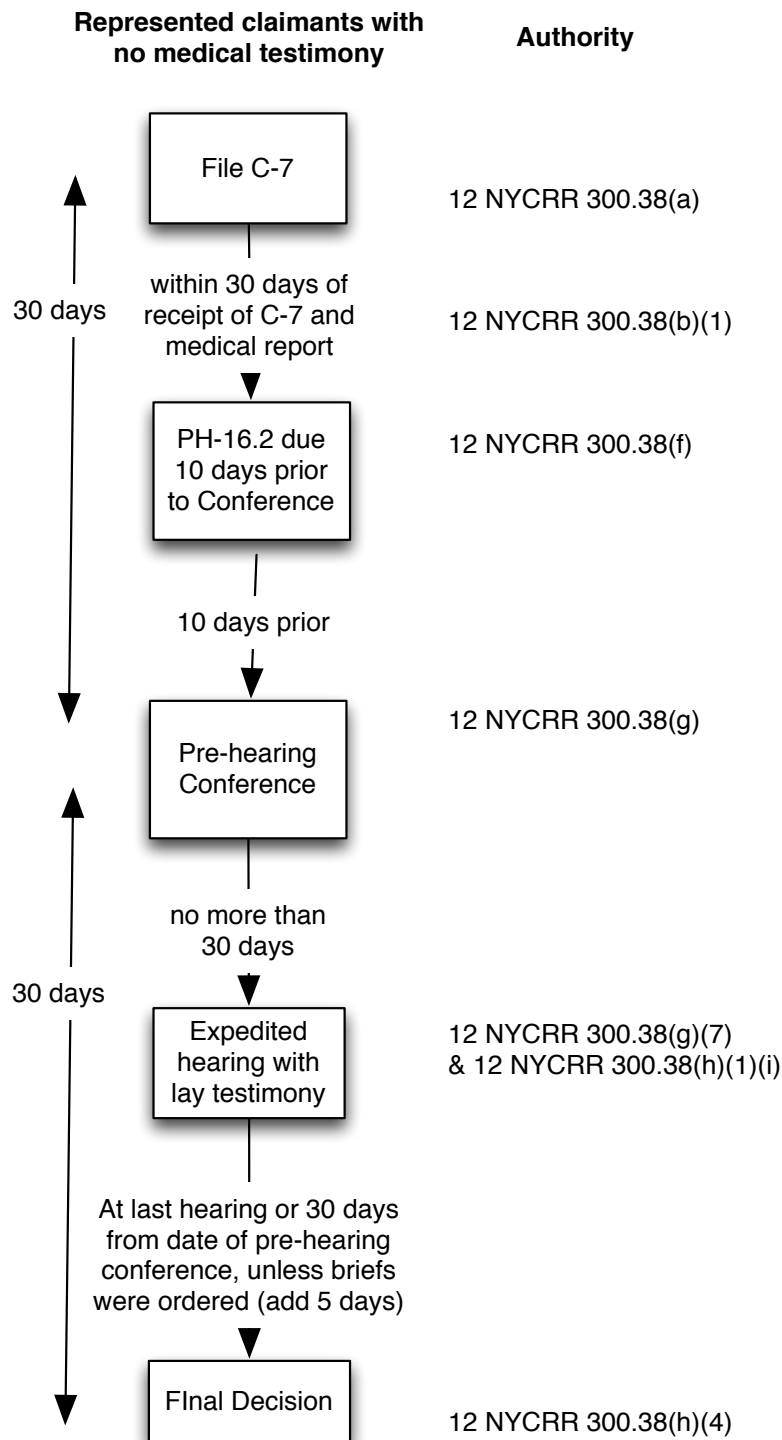 Represented claimants with
no medical testimony
Authority
File C-7
12 NYCRR 300.38(a)
30 days
within 30 days of
receipt of C-7 and
medical report
12 NYCRR 300.38(b)(1)
PH-16.2 due
10 days prior
to Conference
12 NYCRR 300.38(f)
10 days prior
Pre-hearing
Conference
12 NYCRR 300.38(g)
no more than
30 days
30 days
Expedited
hearing with
lay testimony
12 NYCRR 300.38(g)(7)
& 12 NYCRR 300.38(h)(1)(i)
At last hearing or 30 days
from date of pre-hearing
conference, unless briefs
were ordered (add 5 days)
FInal Decision
12 NYCRR 300.38(h)(4)